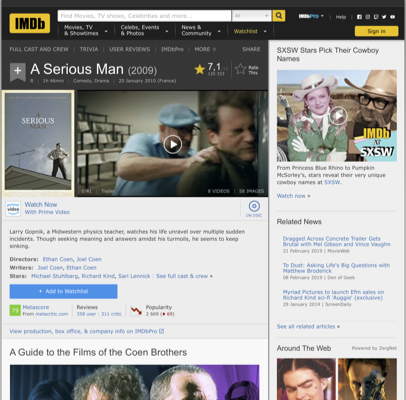 IMDb
Find Movies, TV shows, Celebrities and more...
All
IMDbPro
Help
Movies, TV
& Showtimes
Celebs, Events
& Photos
News &
Community
Watchlist
Sign in
FULL CAST AND CREW | TRIVIA | USER REVIEWS | IMDbPro | MORE
SHARE
A Serious Man (2009)
7,1
Rate
This
1h 46min | Comedy, Drama | 20 January 2010 (France)
A
SERIOUS
MAN
Trailer
9 VIDEOS | 56 IMAGES
prime video
Watch Now
With Prime Video
ON DISC
Larry Gopnik, a Midwestern physics teacher, watches his life unravel over multiple sudden
incidents. Though seeking meaning and answers amidst his turmoils, he seems to keep
sinking.
Directors: Ethan Coen, Joel Coen
Writers: Joel Coen, Ethan Coen
Stars: Michael Stuhlbarg, Richard Kind, Sari Lennick | See full cast & crew »
+ Add to Watchlist
Metascore
From metacritic.com
Reviews
358 user | 311 critic
Popularity
2 669
View production, box office, & company info on IMDbPro
A Guide to the Films of the Coen Brothers
SXSW Stars Pick Their Cowboy
Names
IMDb
AT
SXSW
From Princess Blue Rhino to Pumpkin
McSorley's, stars reveal their very unique
cowboy names at SXSW.
Watch now »
Related News
Dragged Across Concrete Trailer Gets
Brutal with Mel Gibson and Vince Vaughn
21 February 2019 | MovieWeb
To Dust: Asking Life's Big Questions with
Matthew Broderick
08 February 2019 | Den of Geek
Myriad Pictures to launch EFM sales on
Richard Kind sci-fi 'Auggie' (exclusive)
29 January 2019 | ScreenDaily
See all related articles »
Around The Web
Powered by ZergNet